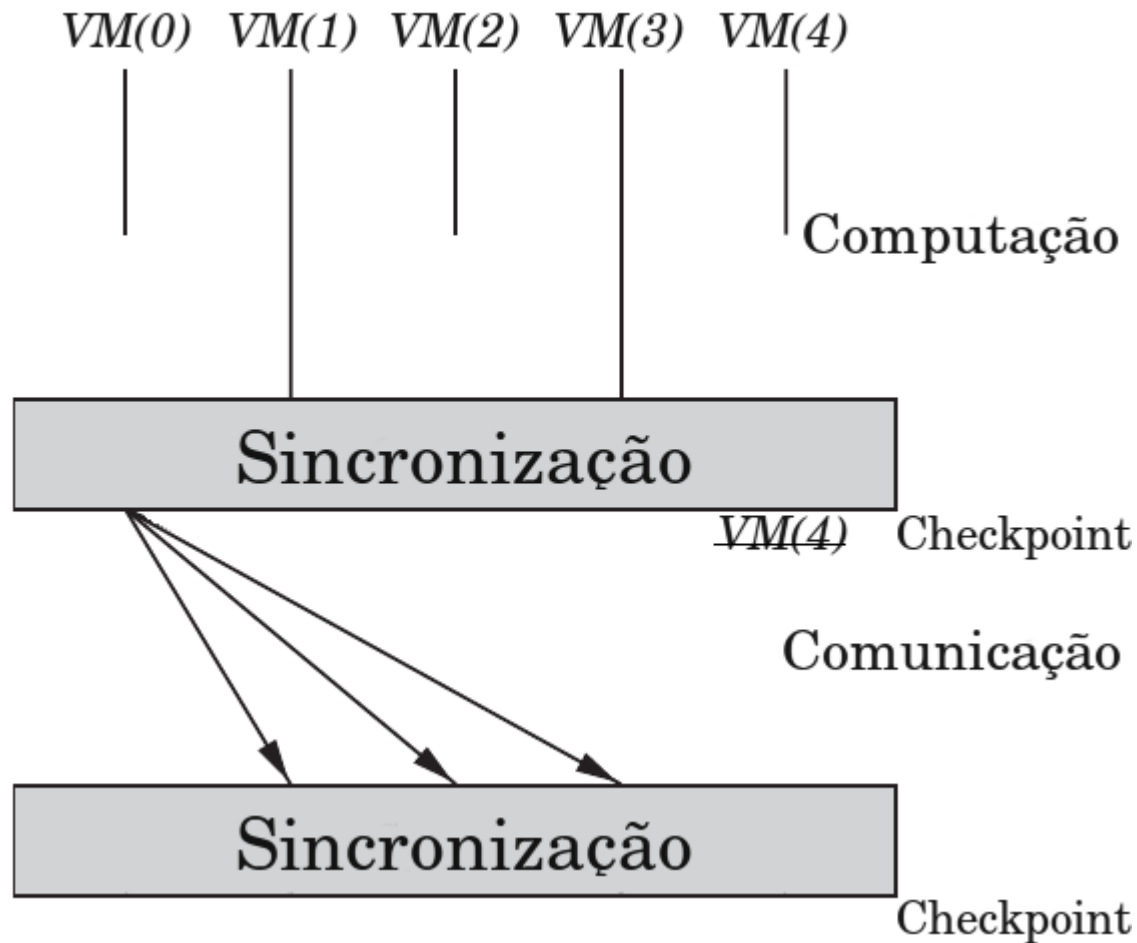 VM(0) VM(1) VM(2) VM(3) VM(4)
Computação
Sincronização
VM(4) Checkpoint
Comunicação
Sincronização
Checkpoint